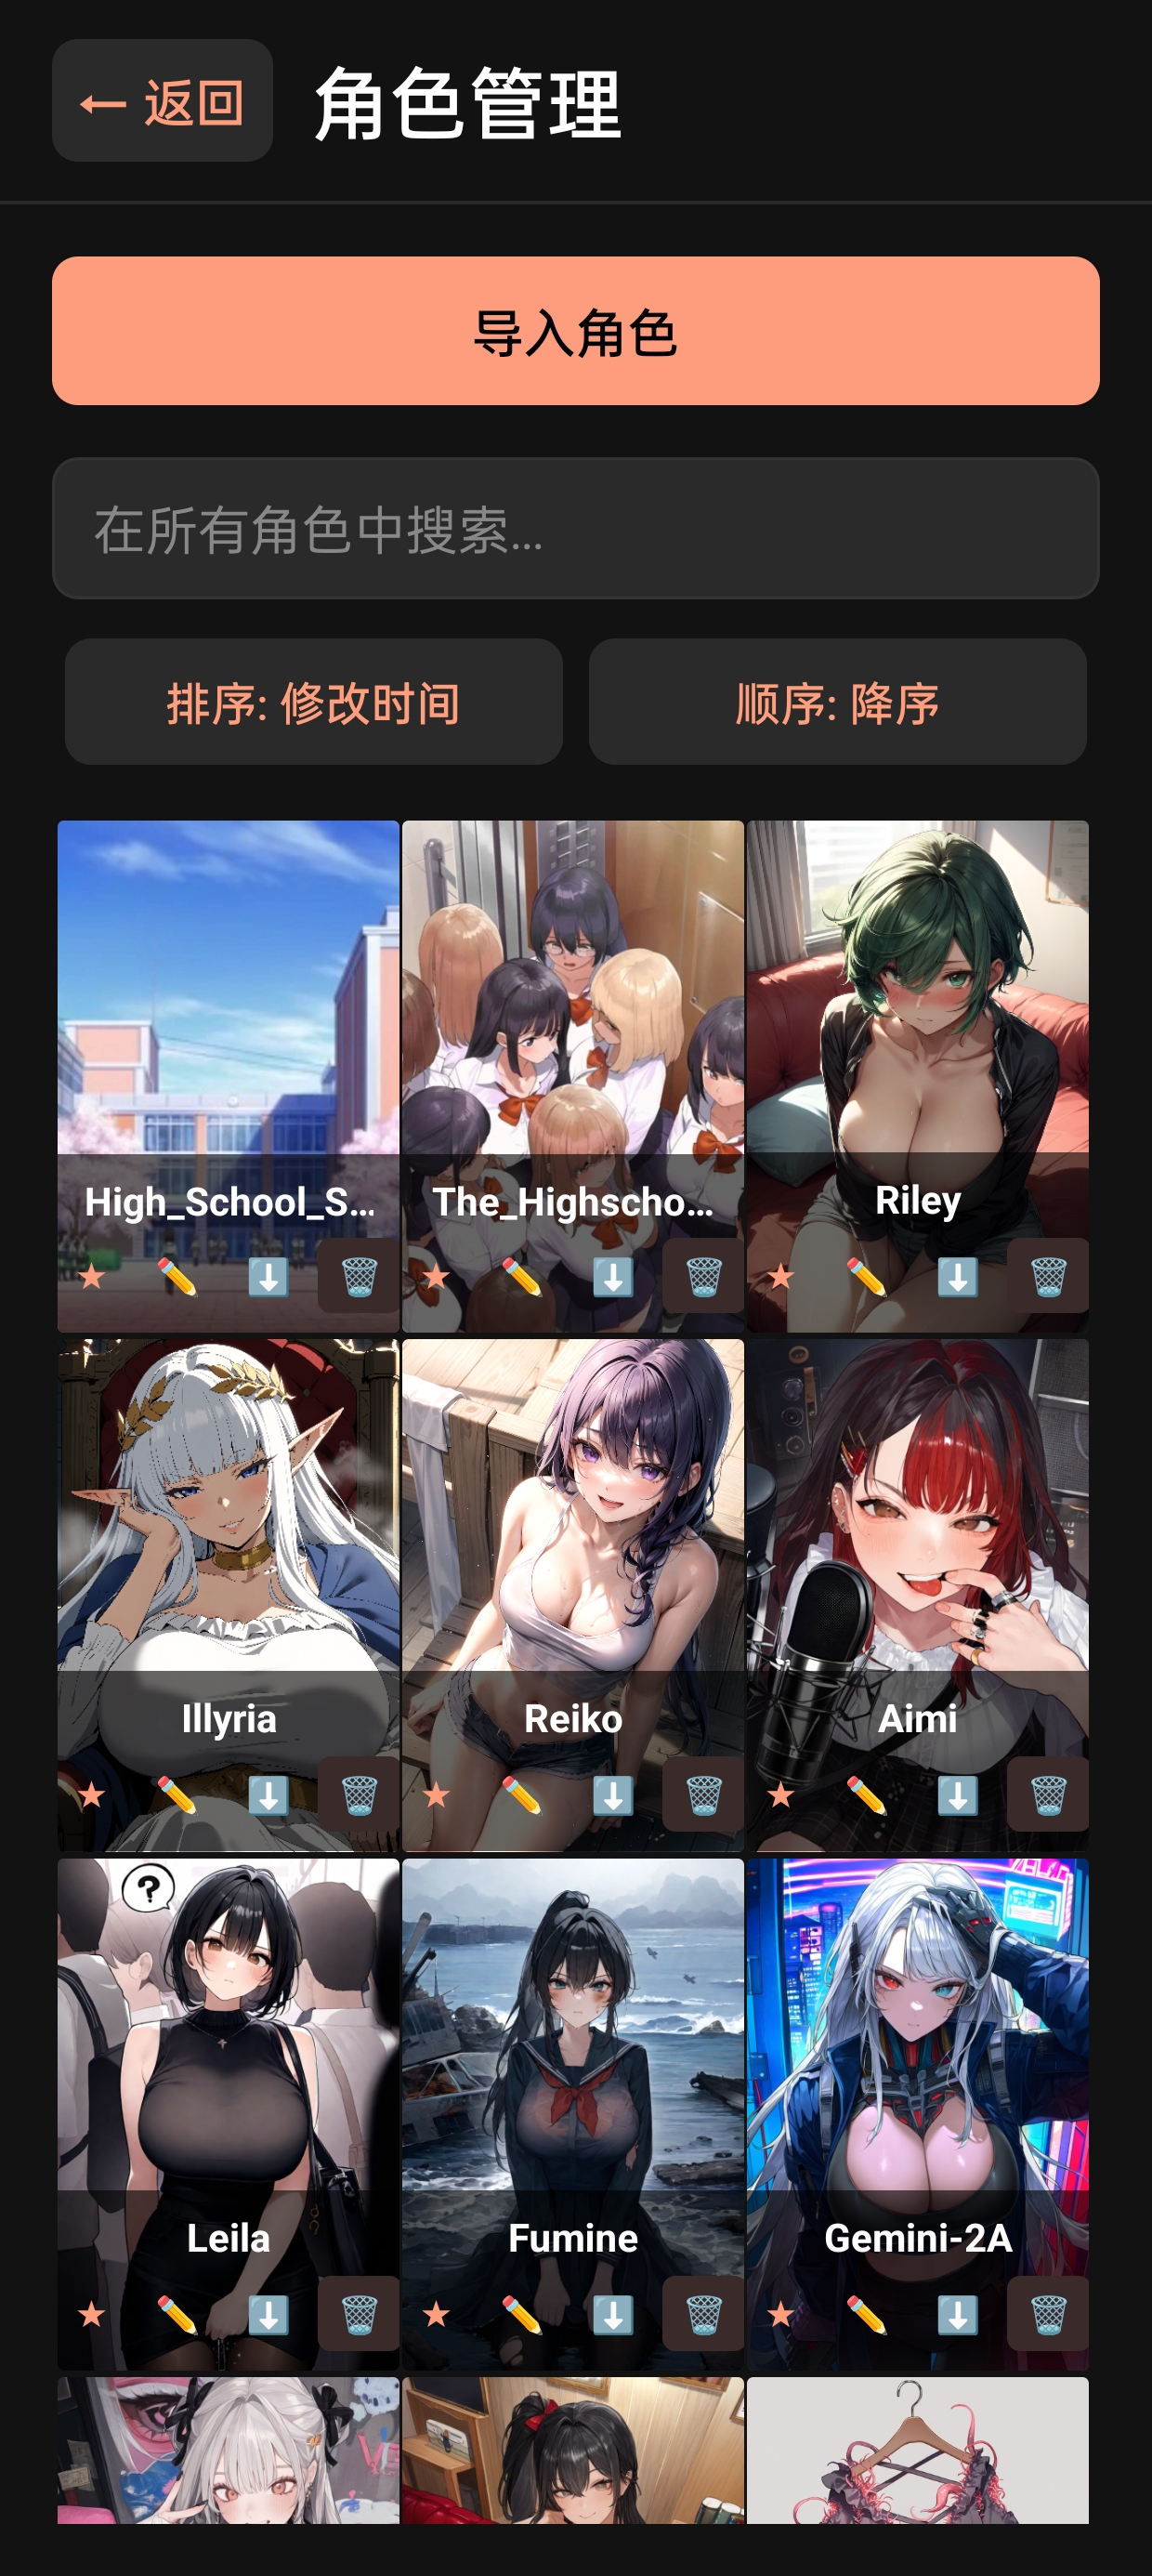 ← 返回
角色管理
导入角色
在所有角色中搜索...
排序: 修改时间
顺序: 降序
High_School_S...
The_Highscho...
Riley
Illyria
Reiko
Aimi
?
Leila
Fumine
Gemini-2A